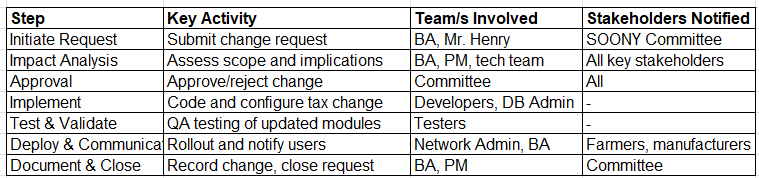 Step Key Activity Team/s Involved Stakeholders Notified
Initiate Request Submit change request BA, Mr. Henry SOONY Committee
Impact Analysis Assess scope and implications BA, PM, tech team All key stakeholders
Approval Approve/reject change Committee All
Implement Code and configure tax change Developers, DB Admin -
Test & Validate QA testing of updated modules Testers -
Deploy & Communicat Rollout and notify users Network Admin, BA Farmers, manufacturers
Document & Close Record change, close request BA, PM Committee